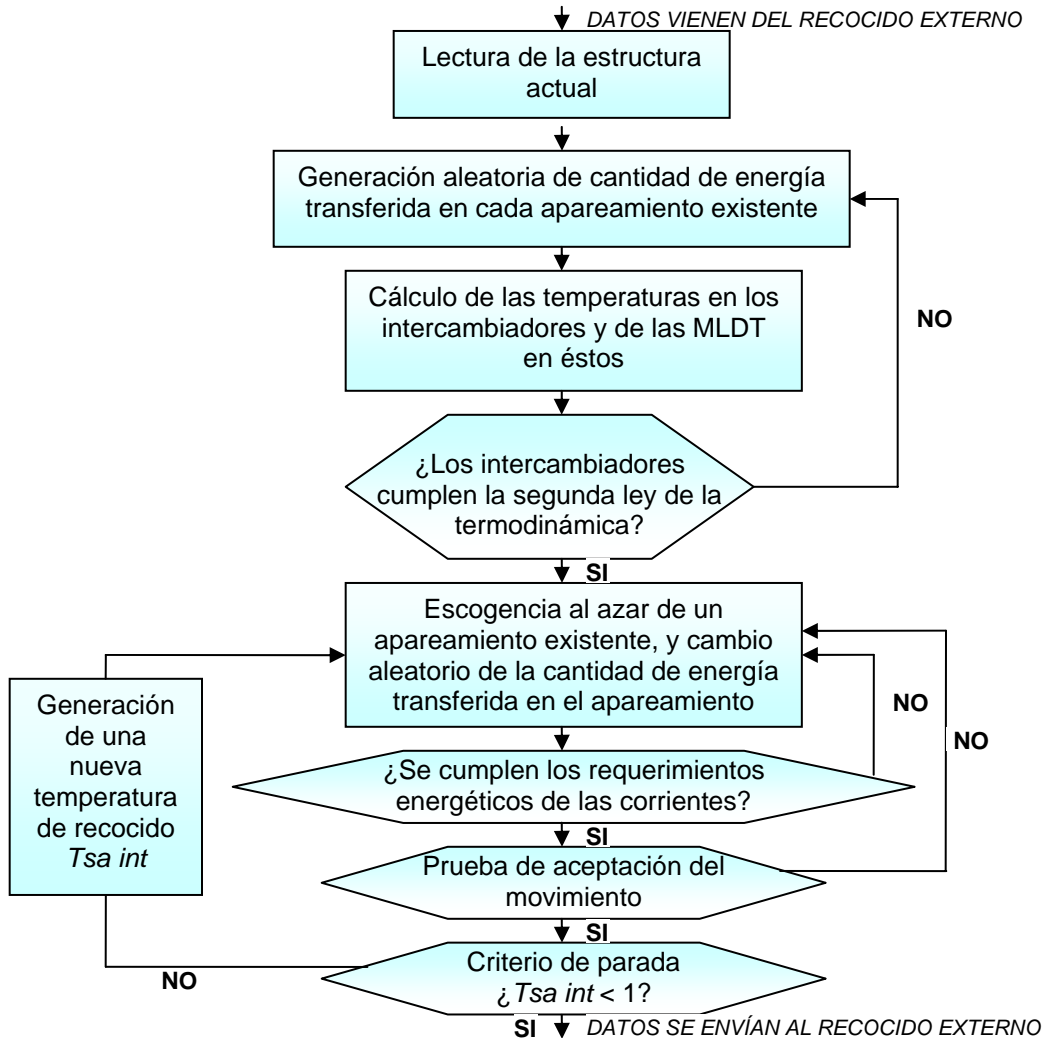 DATOS VIENEN DEL RECOCIDO EXTERNO
Lectura de la estructura
actual
Generación aleatoria de cantidad de energía
transferida en cada apareamiento existente
Cálculo de las temperaturas en los
intercambiadores y de las MLDT
en éstos
NO
¿Los intercambiadores
cumplen la segunda ley de la
termodinámica?
SI
Escogencia al azar de un
apareamiento existente, y cambio
aleatorio de la cantidad de energía
transferida en el apareamiento
NO
NO
Generación
de una
nueva
temperatura
de recocido
Tsa int
¿Se cumplen los requerimientos
energéticos de las corrientes?
SI
Prueba de aceptación del
movimiento
SI
Criterio de parada
¿Tsa int < 1?
NO
SI
DATOS SE ENVÍAN AL RECOCIDO EXTERNO